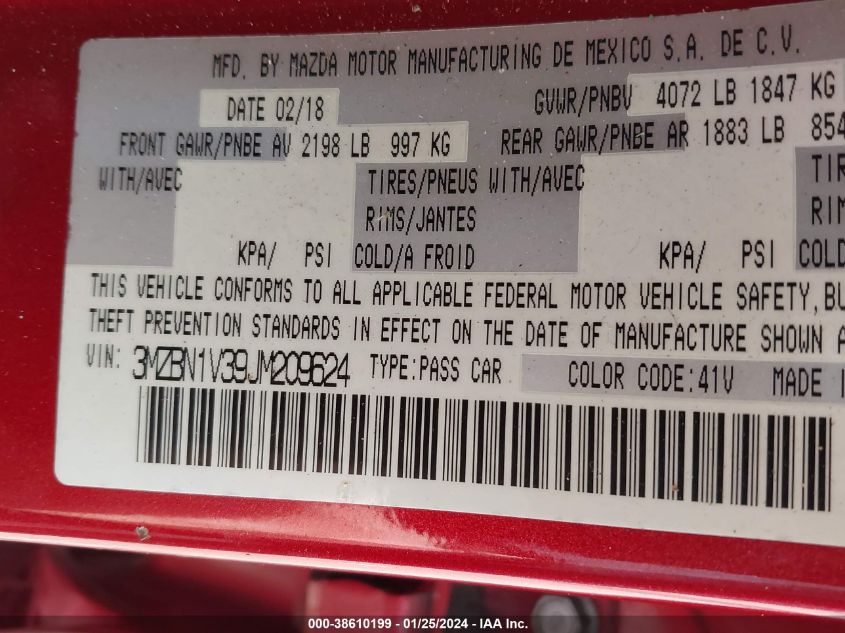 MFD. BY MAZDA MOTOR MANUFACTURING DE MEXICO S.A. DE C.V.
DATE 02/18 GVWR/PNBV 4072 LB 1847 KG
FRONT GAWR/PNBE AV 2198 LB 997 KG REAR GAWR/PNBE AR 1883 LB 854
WITH/AVEC TIRES/PNEUS WITH/AVEC TIR
RIMS/JANTES RIM
KPA/ PSI COLD/A FROID KPA/ PSI COLD
THIS VEHICLE CONFORMS TO ALL APPLICABLE FEDERAL MOTOR VEHICLE SAFETY, BU
THEFT PREVENTION STANDARDS IN EFFECT ON THE DATE OF MANUFACTURE SHOWN A
VIN: 3MZBN1V39JM209624 TYPE:PASS CAR COLOR CODE:41V MADE I
000-38610199 - 01/25/2024 - IAA Inc.